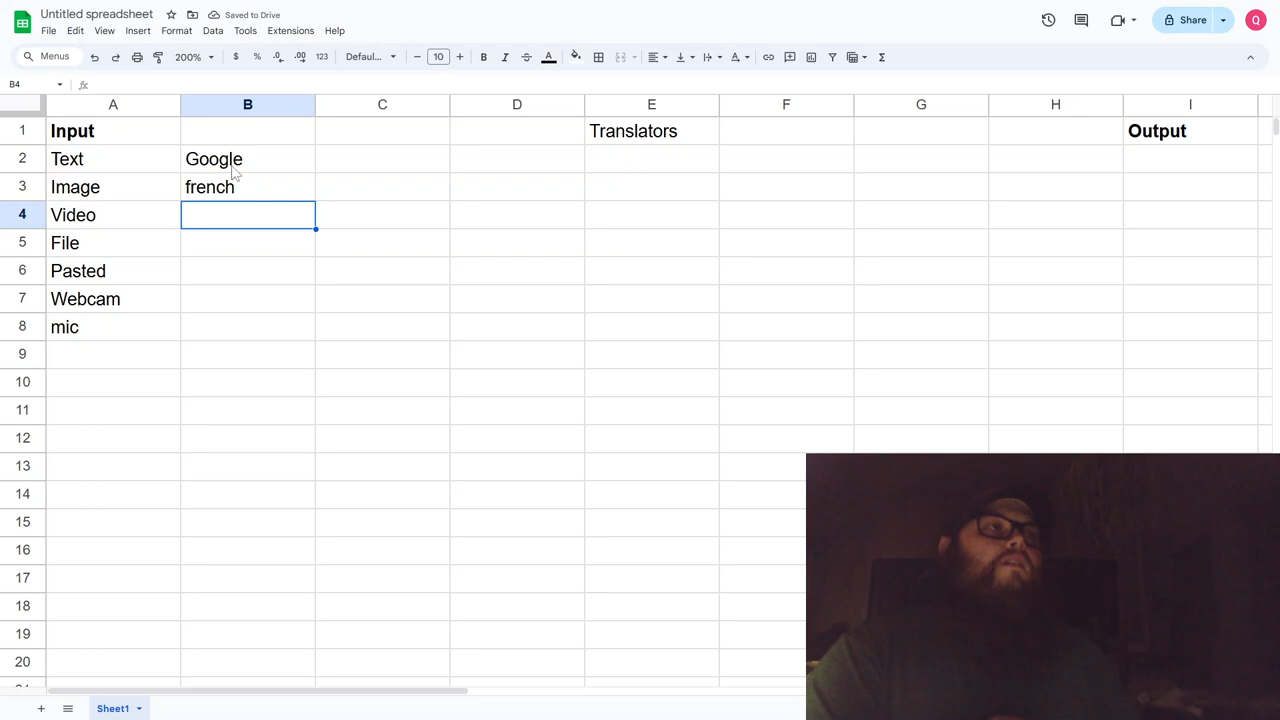 Untitled spreadsheet
Saved to Drive
Share
Q
File Edit View Insert Format Data Tools Extensions Help
Menus
200%
$ % .0 .00 123
Defaul...
10
B I A
B4
fx
A B C D E F G H I
1 Input Translators Output
2 Text Google
3 Image french
4 Video
5 File
6 Pasted
7 Webcam
8 mic
9
10
11
12
13
14
15
16
17
18
19
20
Sheet1